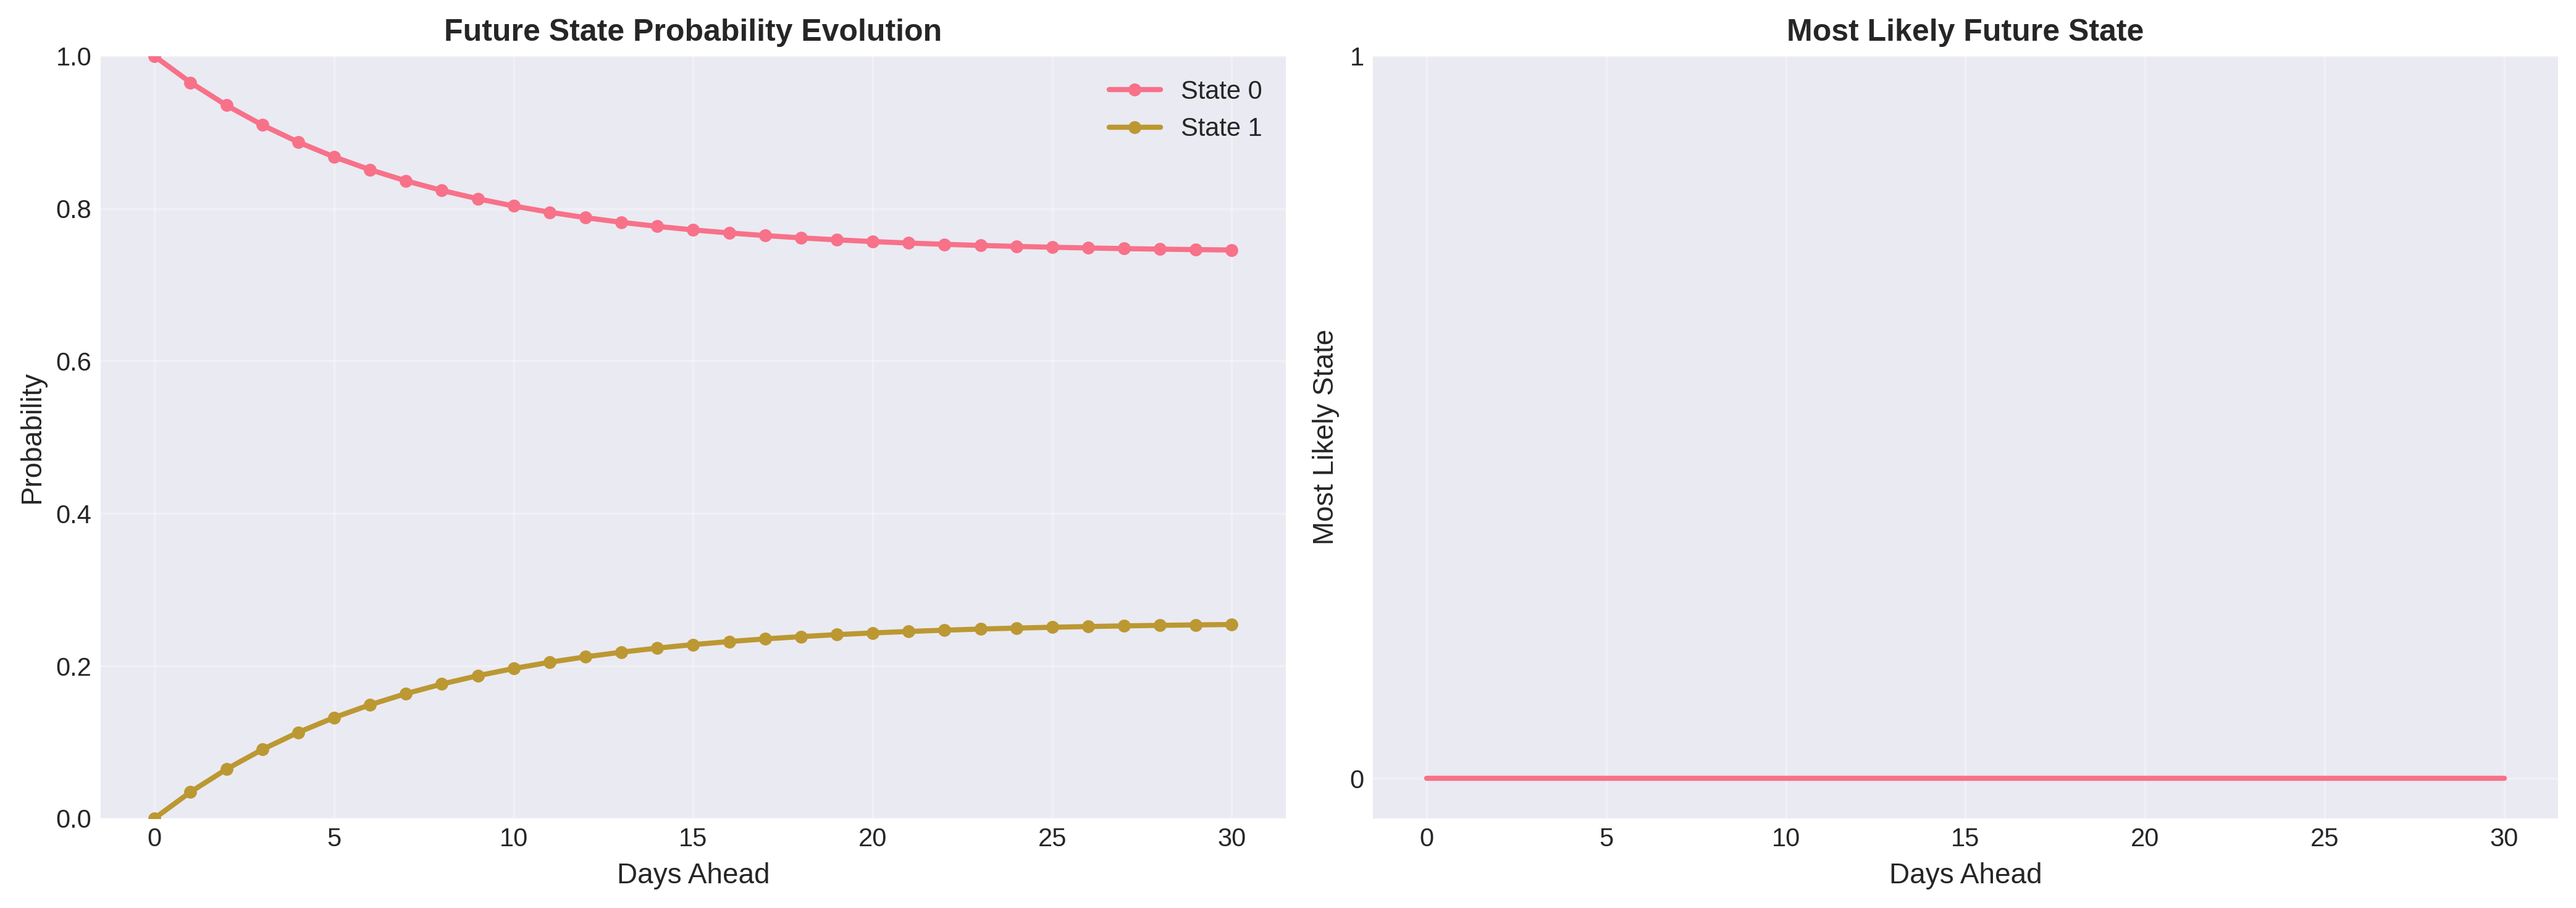 Future State Probability Evolution
Probability
1.0
0.8
0.6
0.4
0.2
0.0
State 0
State 1
0 5 10 15 20 25 30
Days Ahead
Most Likely Future State
Most Likely State
1
0
0 5 10 15 20 25 30
Days Ahead